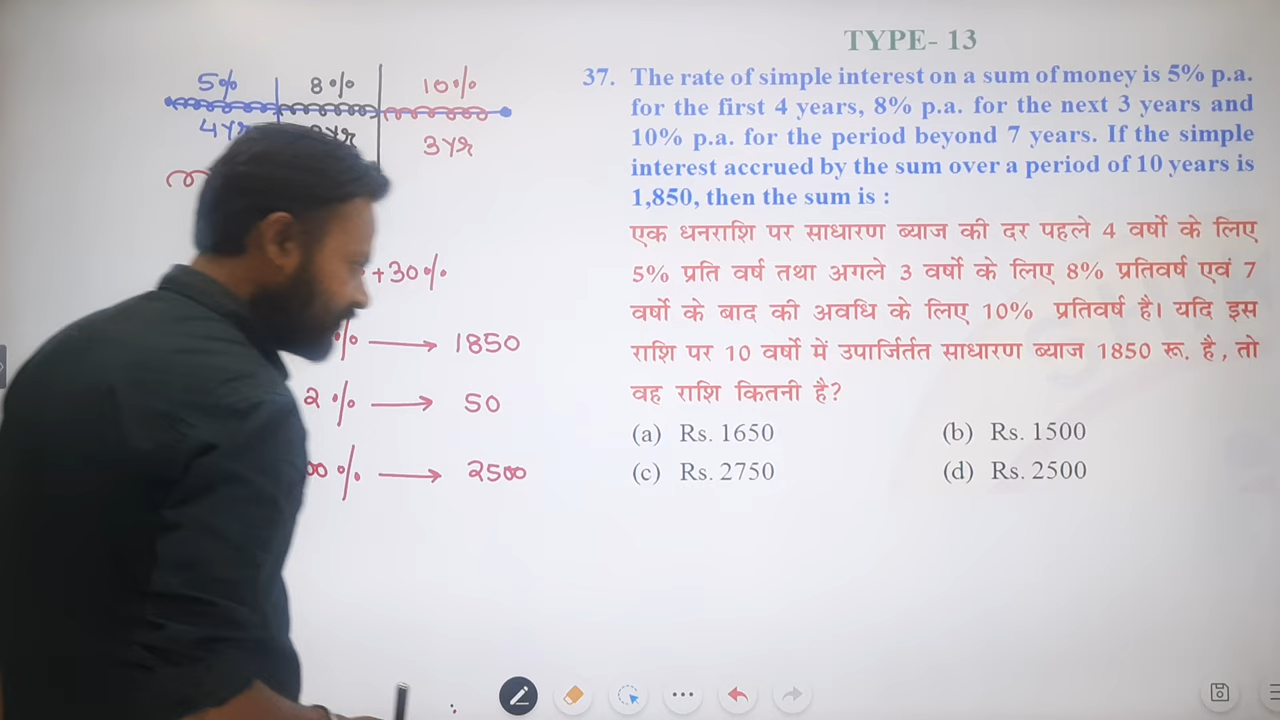 TYPE- 13
5% 8% 10%
4Yr 3Yr
+30%
% → 1850
2% → 50
00% → 2500
37. The rate of simple interest on a sum of money is 5% p.a.
for the first 4 years, 8% p.a. for the next 3 years and
10% p.a. for the period beyond 7 years. If the simple
interest accrued by the sum over a period of 10 years is
1,850, then the sum is :
एक धनराशि पर साधारण ब्याज की दर पहले 4 वर्षो के लिए
5% प्रति वर्ष तथा अगले 3 वर्षो के लिए 8% प्रतिवर्ष एवं 7
वर्षो के बाद की अवधि के लिए 10% प्रतिवर्ष है। यदि इस
राशि पर 10 वर्षो में उपार्जिर्तत साधारण ब्याज 1850 रू. है, तो
वह राशि कितनी है?
(a) Rs. 1650 (b) Rs. 1500
(c) Rs. 2750 (d) Rs. 2500